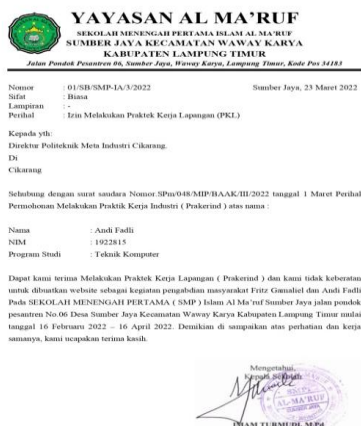 YAYASAN AL MA'RUF
SEKOLAH MENENGAH PERTAMA ISLAM AL MA'RUF
SUMBER JAYA KECAMATAN WAWAY KARYA
KABUPATEN LAMPUNG TIMUR
Jalan Pondok Pesantren 06, Sumber Jaya, Waway Karya, Lampung Timur, Kode Pos 34183
Nomor : 01/SB/SMP-IA/3/2022 Sumber Jaya, 23 Maret 2022
Sifat : Biasa
Lampiran : -
Perihal : Izin Melakukan Praktek Kerja Lapangan (PKL)
Kepada yth:
Direktur Politeknik Meta Industri Cikarang.
Di
Cikarang
Sehubung dengan surat saudara Nomor.SPm/048/MIP/BAAK/III/2022 tanggal 1 Maret Perihal
Permohonan Melakukan Praktik Kerja Industri ( Prakerind ) atas nama :
Nama : Andi Fadli
NIM : 1922815
Program Studi : Teknik Komputer
Dapat kami terima Melakukan Praktek Kerja Lapangan ( Prakerind ) dan kami tidak keberatan
untuk dibuatkan website sebagai kegiatan pengabdian masyarakat Fritz Gamaliel dan Andi Fadli
Pada SEKOLAH MENENGAH PERTAMA ( SMP ) Islam Al Ma'ruf Sumber Jaya jalan pondok
pesantren No.06 Desa Sumber Jaya Kecamatan Waway Karya Kabupaten Lampung Timur mulai
tanggal 16 Februaru 2022 – 16 April 2022. Demikian di sampaikan atas perhatian dan kerja
samanya, kami ucapakan terima kasih.
Mengetahui,
Kepala Sekolah
AL-MA'RUF
IMAM TURMUDI, M.Pd